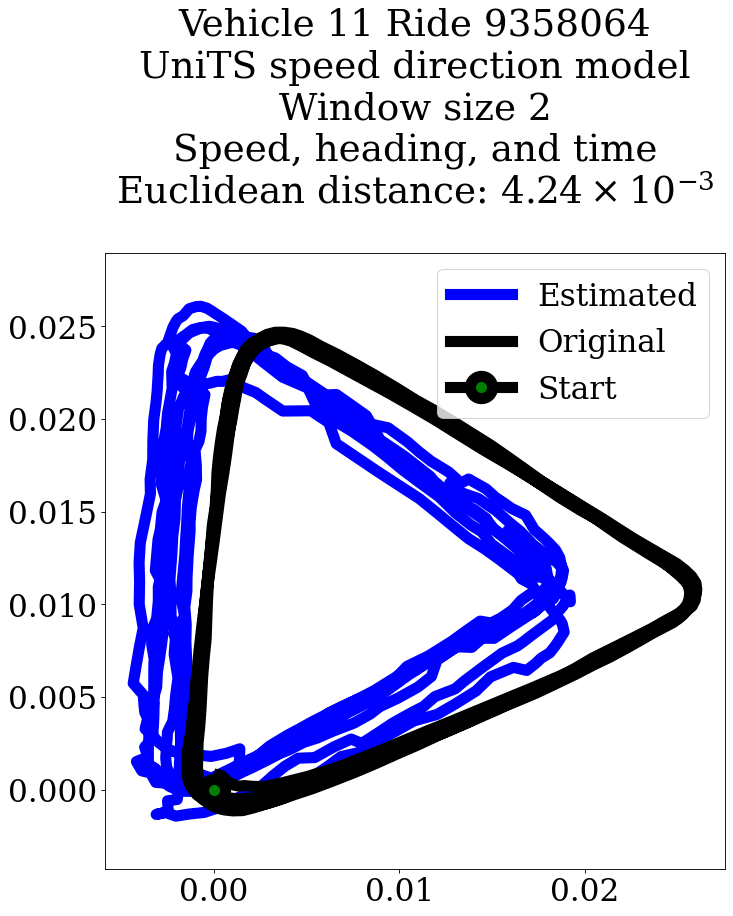 Vehicle 11 Ride 9358064
UniTS speed direction model
Window size 2
Speed, heading, and time
Euclidean distance: 4.24 × 10⁻³
Estimated
Original
Start
0.025
0.020
0.015
0.010
0.005
0.000
0.00 0.01 0.02